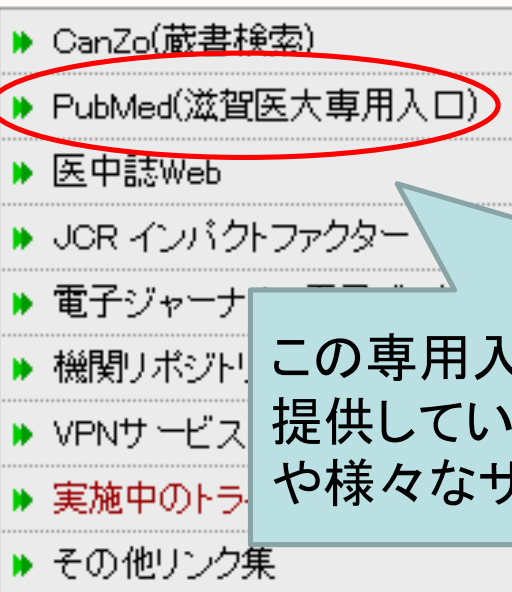 CanZo(蔵書検索)
PubMed(滋賀医大専用入口)
医中誌Web
JCR インパクトファクター
電子ジャーナ
機関リポジトリ
VPNサービス
実施中のトラ
その他リンク集
この専用入
提供してい
や様々なサ